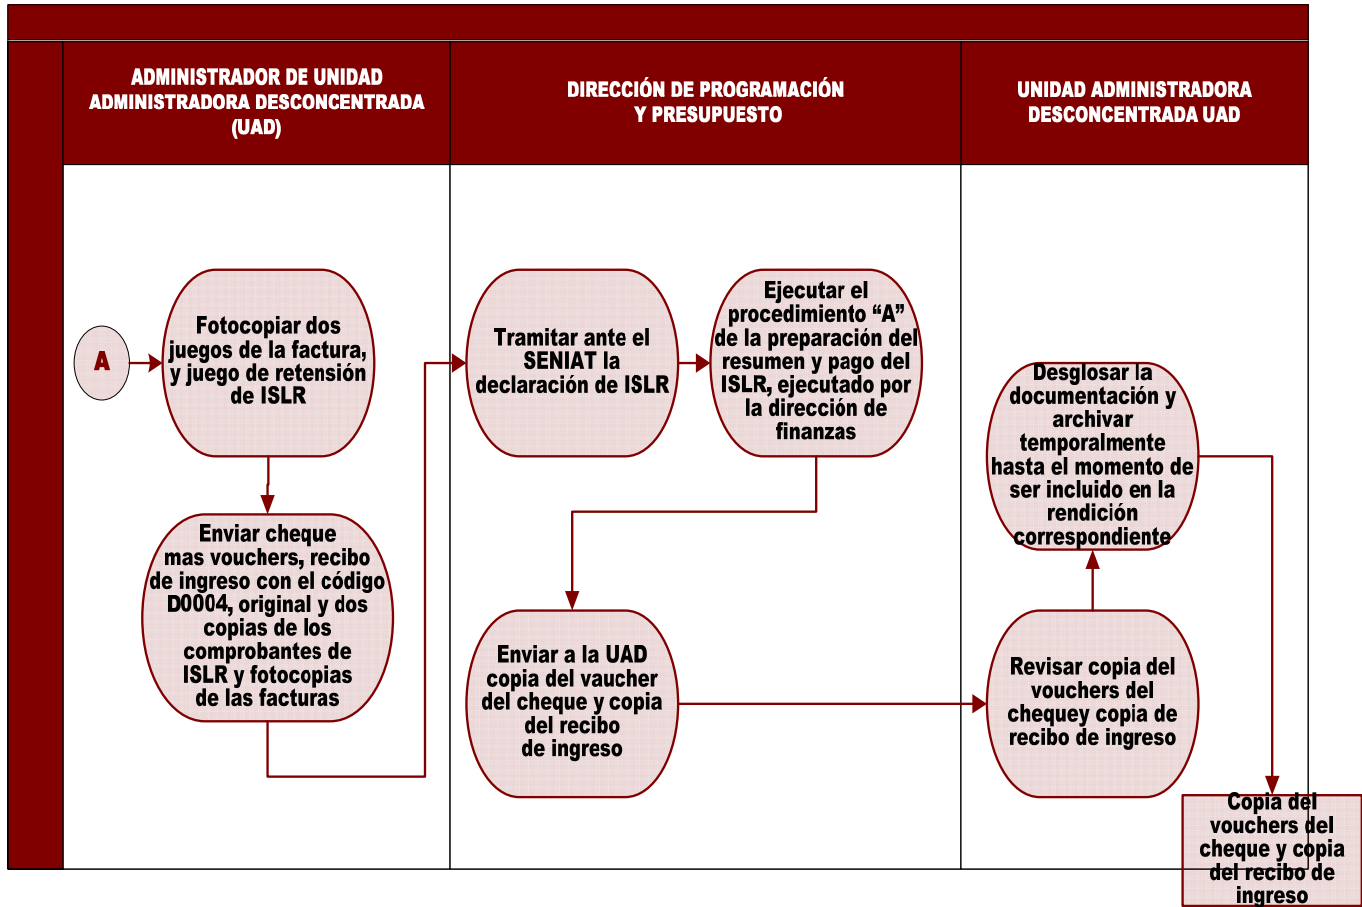 ADMINISTRADOR DE UNIDAD
ADMINISTRADORA DESCONCENTRADA
(UAD)
DIRECCIÓN DE PROGRAMACIÓN
Y PRESUPUESTO
UNIDAD ADMINISTRADORA
DESCONCENTRADA UAD
A
Fotocopiar dos
juegos de la factura,
y juego de retensión
de ISLR
Enviar cheque
mas vouchers, recibo
de ingreso con el código
D0004, original y dos
copias de los
comprobantes de
ISLR y fotocopias
de las facturas
Tramitar ante el
SENIAT la
declaración de ISLR
Ejecutar el
procedimiento “A”
de la preparación del
resumen y pago del
ISLR, ejecutado por
la dirección de
finanzas
Enviar a la UAD
copia del vaucher
del cheque y copia
del recibo
de ingreso
Revisar copia del
vouchers del
chequey copia de
recibo de ingreso
Desglosar la
documentación y
archivar
temporalmente
hasta el momento de
ser incluido en la
rendición
correspondiente
Copia del
vouchers del
cheque y copia
del recibo de
ingreso